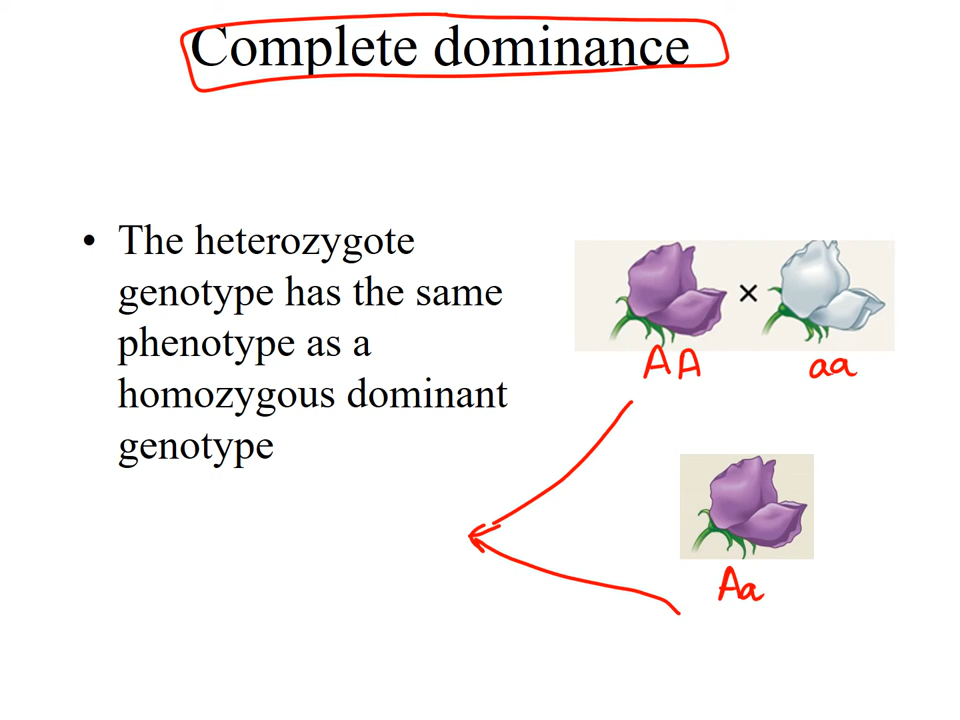 Complete dominance
• The heterozygote
genotype has the same
phenotype as a
homozygous dominant
genotype
×
AA
aa
Aa